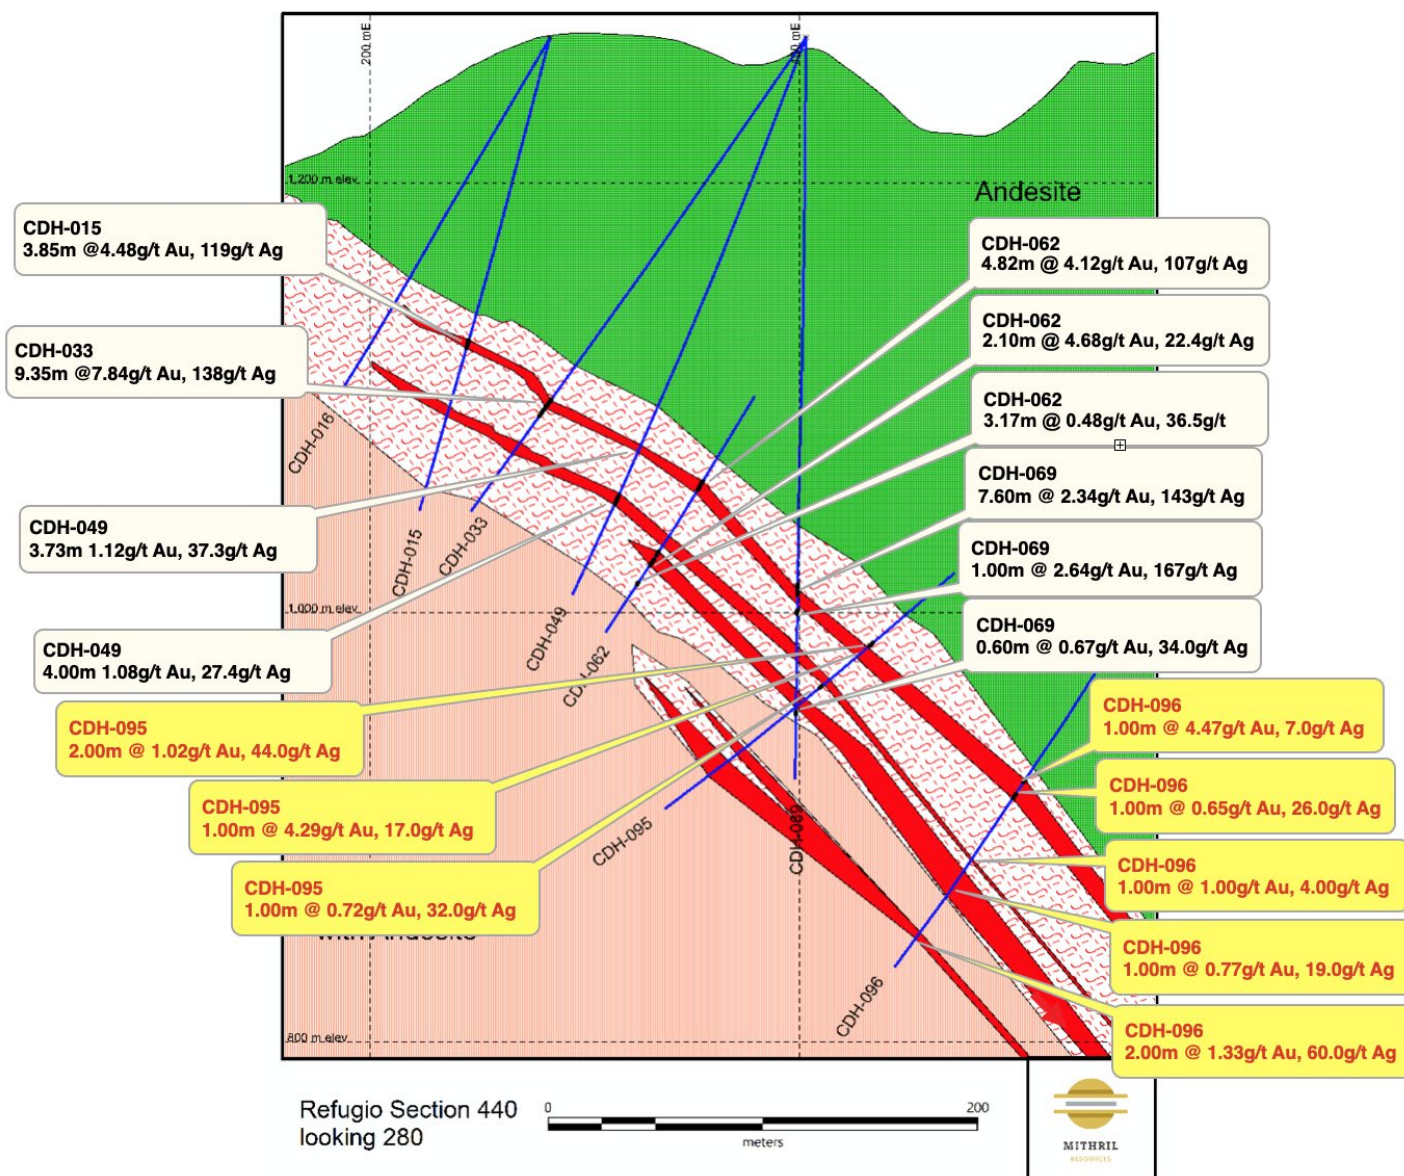 200 mE
1,200 m elev
Andesite
CDH-015
3.85m @4.48g/t Au, 119g/t Ag
CDH-062
4.82m @ 4.12g/t Au, 107g/t Ag
CDH-033
9.35m @7.84g/t Au, 138g/t Ag
CDH-062
2.10m @ 4.68g/t Au, 22.4g/t Ag
CDH-062
3.17m @ 0.48g/t Au, 36.5g/t
CDH-016
CDH-069
7.60m @ 2.34g/t Au, 143g/t Ag
CDH-049
3.73m 1.12g/t Au, 37.3g/t Ag
CDH-015
CDH-033
CDH-069
1.00m @ 2.64g/t Au, 167g/t Ag
1,000 m elev
CDH-049
CDH-062
CDH-069
0.60m @ 0.67g/t Au, 34.0g/t Ag
CDH-049
4.00m 1.08g/t Au, 27.4g/t Ag
CDH-095
2.00m @ 1.02g/t Au, 44.0g/t Ag
CDH-096
1.00m @ 4.47g/t Au, 7.0g/t Ag
CDH-095
1.00m @ 4.29g/t Au, 17.0g/t Ag
CDH-096
1.00m @ 0.65g/t Au, 26.0g/t Ag
CDH-095
CDH-069
CDH-095
1.00m @ 0.72g/t Au, 32.0g/t Ag
CDH-096
1.00m @ 1.00g/t Au, 4.00g/t Ag
with Andesite
CDH-096
1.00m @ 0.77g/t Au, 19.0g/t Ag
CDH-096
CDH-096
2.00m @ 1.33g/t Au, 60.0g/t Ag
800 m elev
Refugio Section 440
looking 280
0
200
meters
MITHRIL
RESOURCES